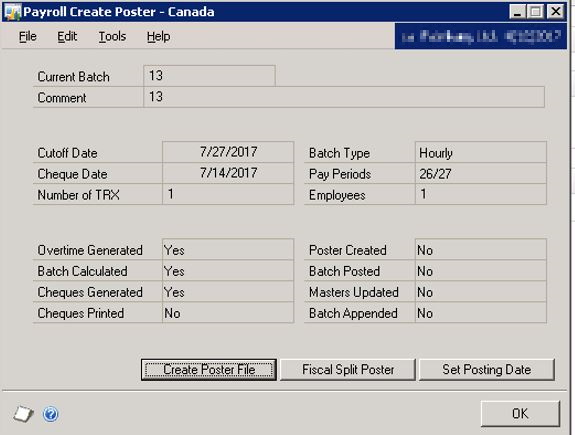 Payroll Create Poster - Canada
File Edit Tools Help
Current Batch 13
Comment 13
Cutoff Date 7/27/2017 Batch Type Hourly
Cheque Date 7/14/2017 Pay Periods 26/27
Number of TRX 1 Employees 1
Overtime Generated Yes Poster Created No
Batch Calculated Yes Batch Posted No
Cheques Generated Yes Masters Updated No
Cheques Printed No Batch Appended No
Create Poster File Fiscal Split Poster Set Posting Date
OK